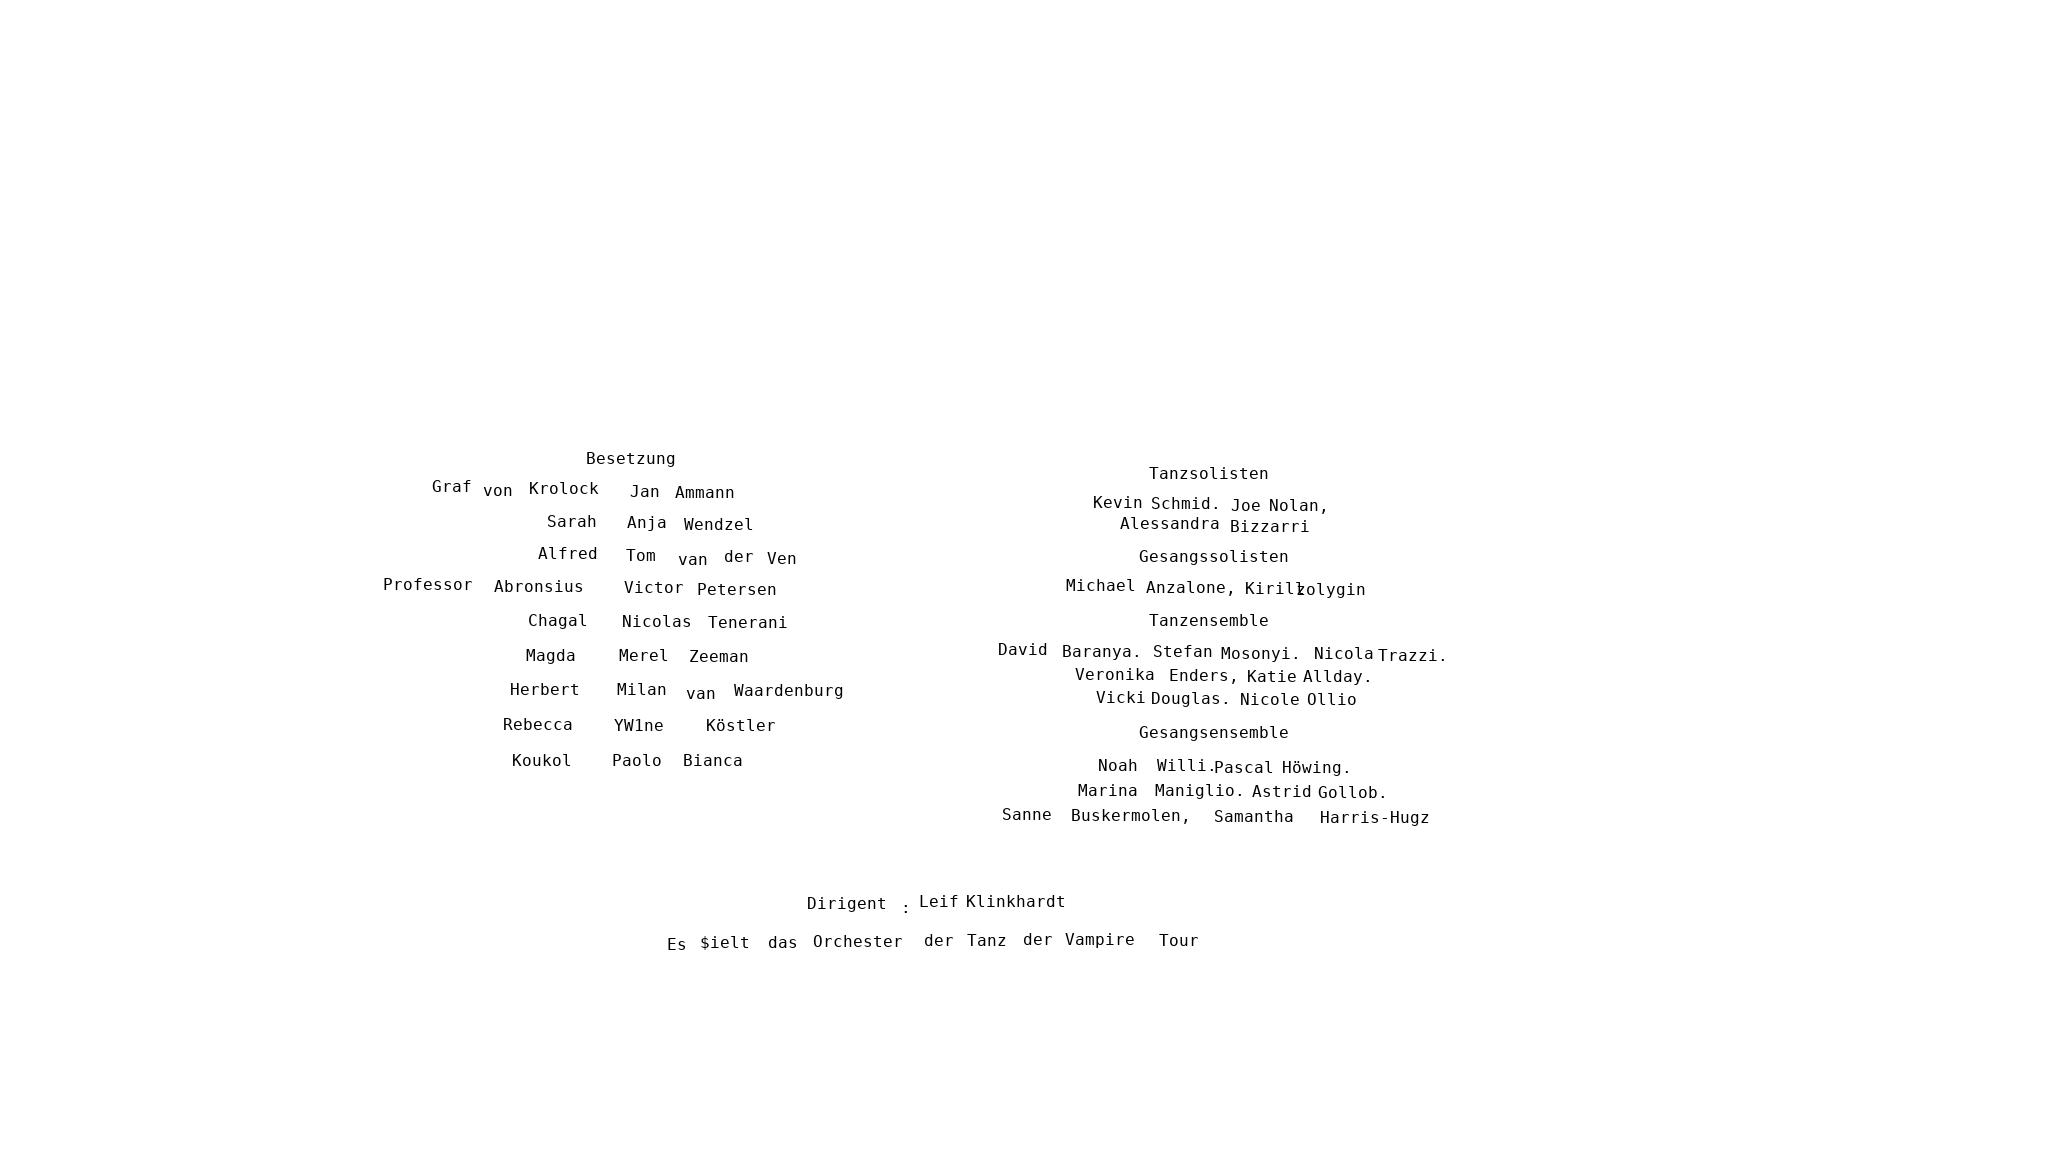 Besetzung
Graf von Krolock Jan Ammann
Sarah Anja Wendzel
Alfred Tom van der Ven
Professor Abronsius Victor Petersen
Chagal Nicolas Tenerani
Magda Merel Zeeman
Herbert Milan van Waardenburg
Rebecca YW1ne Köstler
Koukol Paolo Bianca
Tanzsolisten
Kevin Schmid. Joe Nolan,
Alessandra Bizzarri
Gesangssolisten
Michael Anzalone, Kirill zolygin
Tanzensemble
David Baranya. Stefan Mosonyi. Nicola Trazzi.
Veronika Enders, Katie Allday.
Vicki Douglas. Nicole Ollio
Gesangsensemble
Noah Willi. Pascal Höwing.
Marina Maniglio. Astrid Gollob.
Sanne Buskermolen, Samantha Harris-Hugz
Dirigent : Leif Klinkhardt
Es $ielt das Orchester der Tanz der Vampire Tour